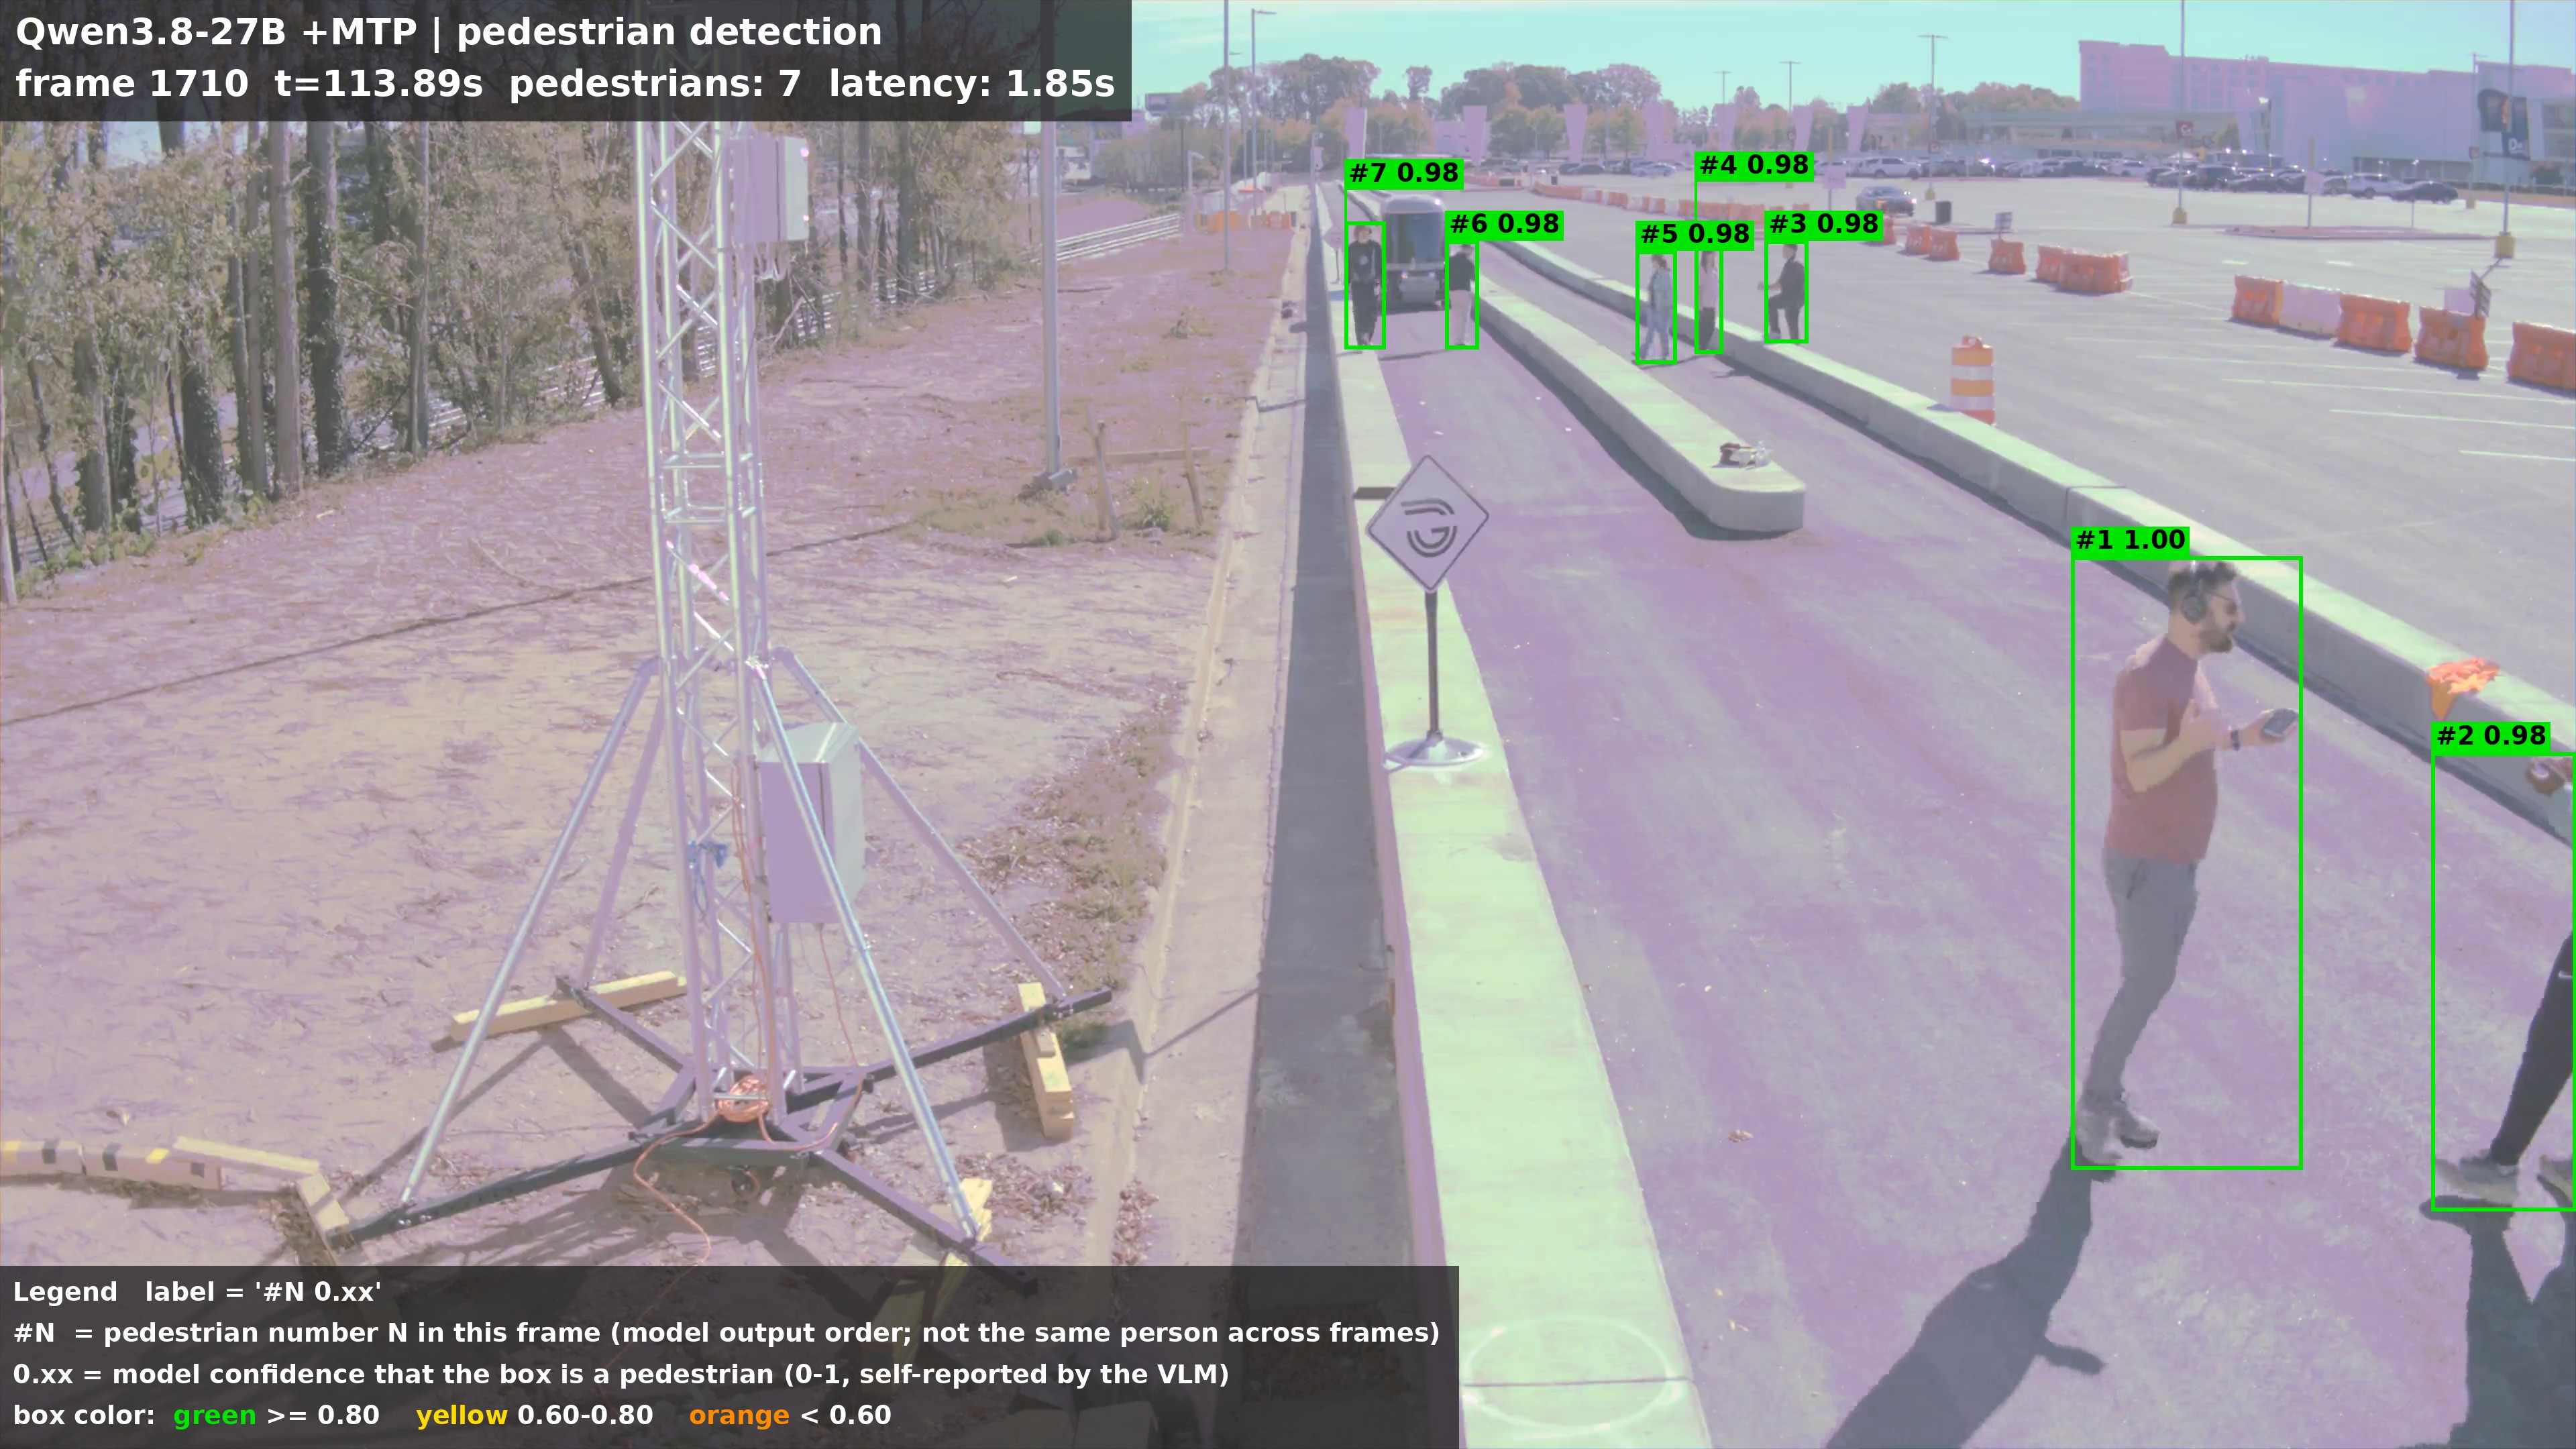 Qwen3.8-27B +MTP | pedestrian detection
frame 1710  t=113.89s  pedestrians: 7  latency: 1.85s
#7 0.98
#4 0.98
#6 0.98
#5 0.98
#3 0.98
#1 1.00
#2 0.98
Legend   label = '#N 0.xx'
#N  = pedestrian number N in this frame (model output order; not the same person across frames)
0.xx = model confidence that the box is a pedestrian (0-1, self-reported by the VLM)
box color:  green >= 0.80    yellow 0.60-0.80    orange < 0.60